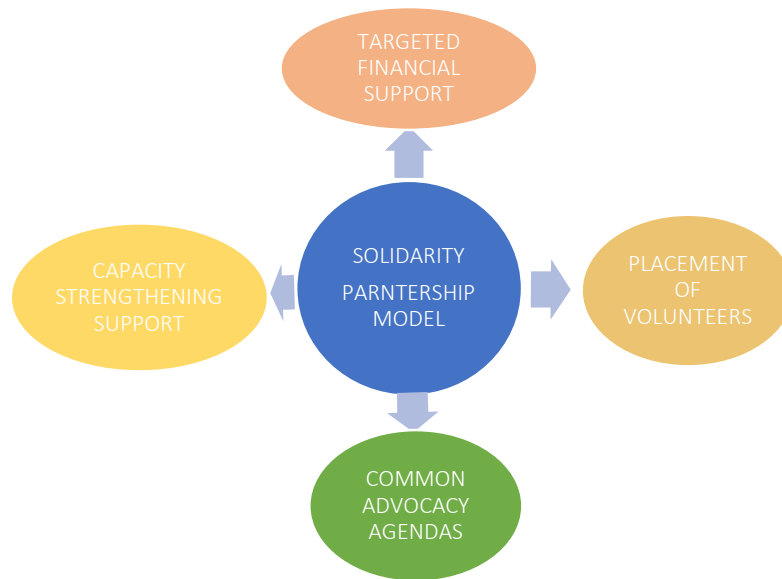 TARGETED
FINANCIAL
SUPPORT
SOLIDARITY
PARNTERSHIP
MODEL
CAPACITY
STRENGTHENING
SUPPORT
PLACEMENT
OF
VOLUNTEERS
COMMON
ADVOCACY
AGENDAS